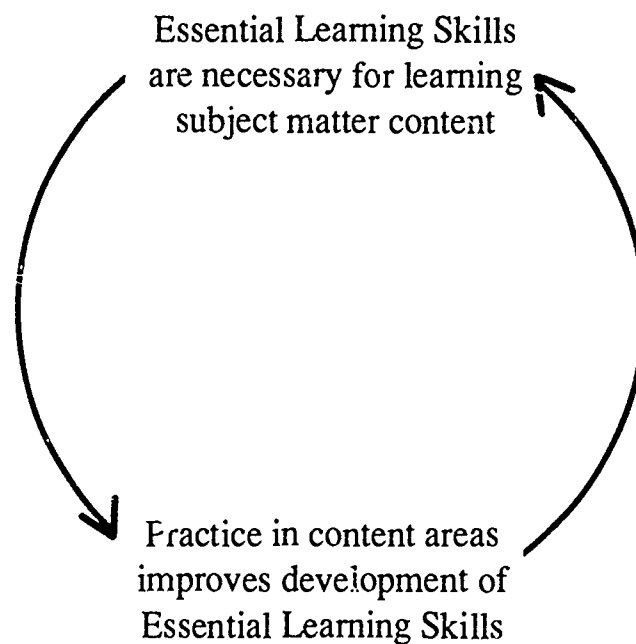 Essential Learning Skills
are necessary for learning
subject matter content
Practice in content areas
improves development of
Essential Learning Skills